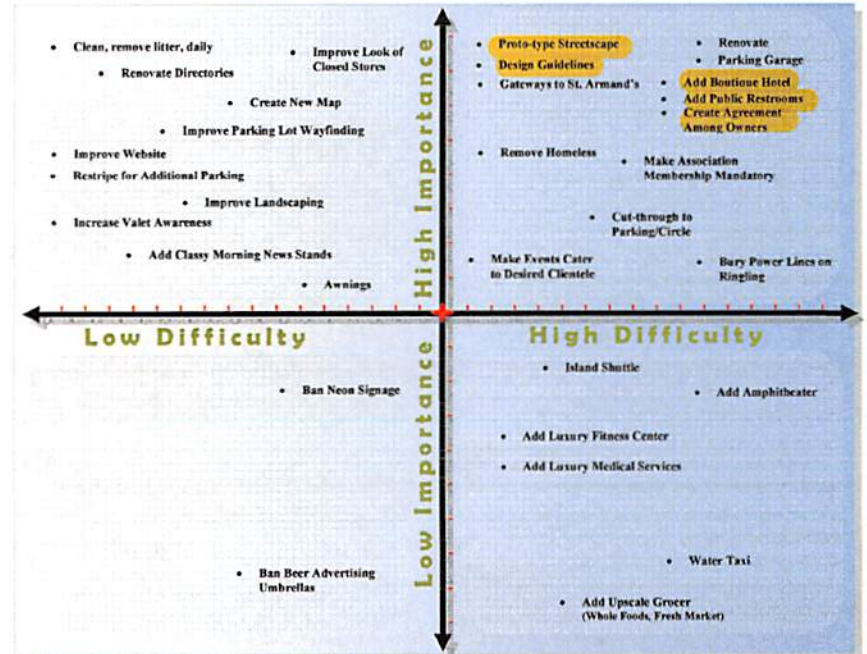 Clean, remove litter, daily
Improve Look of
Closed Stores
Renovate Directories
Create New Map
Improve Parking Lot Wayfinding
Improve Website
Restripe for Additional Parking
Improve Landscaping
Increase Valet Awareness
Add Classy Morning News Stands
Awnings
High Importance
Proto-type Streetscape
Design Guidelines
Gateways to St. Armand's
Renovate
Parking Garage
Add Boutique Hotel
Add Public Restrooms
Create Agreement
Among Owners
Remove Homeless
Make Association
Membership Mandatory
Cut-through to
Parking/Circle
Make Events Cater
to Desired Clientele
Bury Power Lines on
Ringling
Low Difficulty
High Difficulty
Ban Neon Signage
Ban Beer Advertising
Umbrellas
Low Importance
Island Shuttle
Add Amphitheater
Add Luxury Fitness Center
Add Luxury Medical Services
Water Taxi
Add Upscale Grocer
(Whole Foods, Fresh Market)